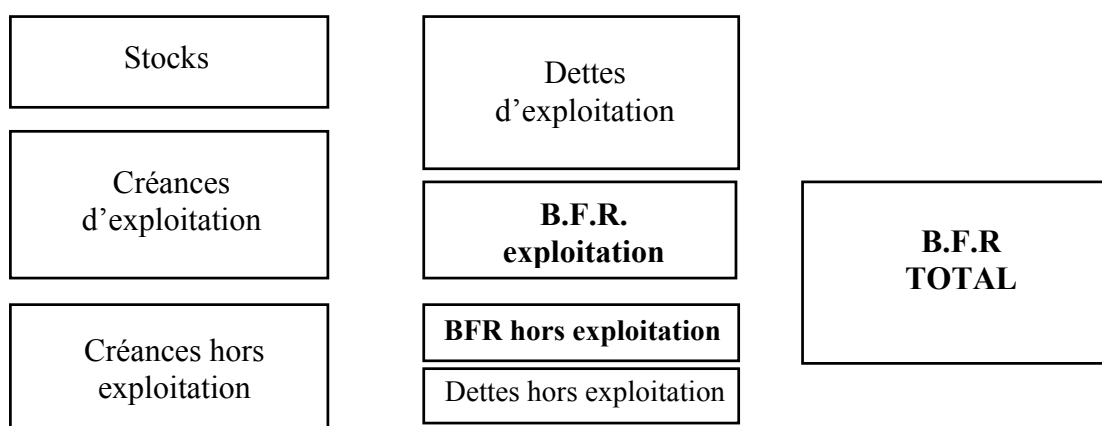 Stocks
Créances
d’exploitation
Créances hors
exploitation
Dettes
d’exploitation
B.F.R.
exploitation
BFR hors exploitation
Dettes hors exploitation
B.F.R
TOTAL